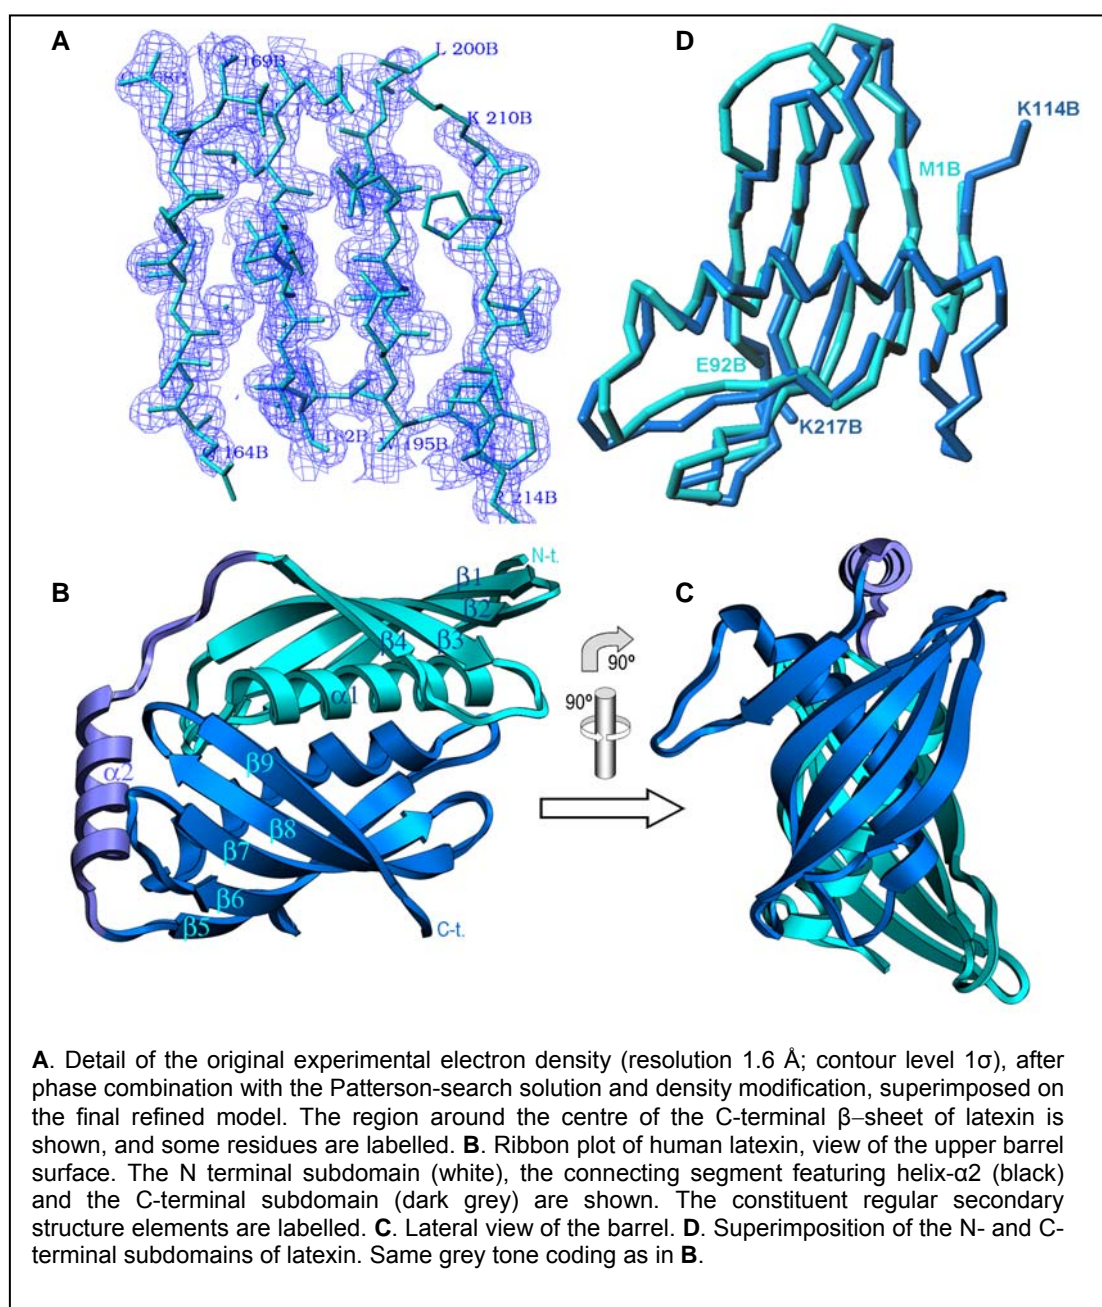 A
D
L 200B
169B
K 210B
K114B
M1B
E92B
K217B
164B
182B
W 195B
214B
B
C
N-t.
β1
β2
β3
β4
α1
α2
β9
β8
β7
β6
β5
C-t.
90º
90º
A. Detail of the original experimental electron density (resolution 1.6 Å; contour level 1σ), after
phase combination with the Patterson-search solution and density modification, superimposed on
the final refined model. The region around the centre of the C-terminal β–sheet of latexin is
shown, and some residues are labelled. B. Ribbon plot of human latexin, view of the upper barrel
surface. The N terminal subdomain (white), the connecting segment featuring helix-α2 (black)
and the C-terminal subdomain (dark grey) are shown. The constituent regular secondary
structure elements are labelled. C. Lateral view of the barrel. D. Superimposition of the N- and C-
terminal subdomains of latexin. Same grey tone coding as in B.